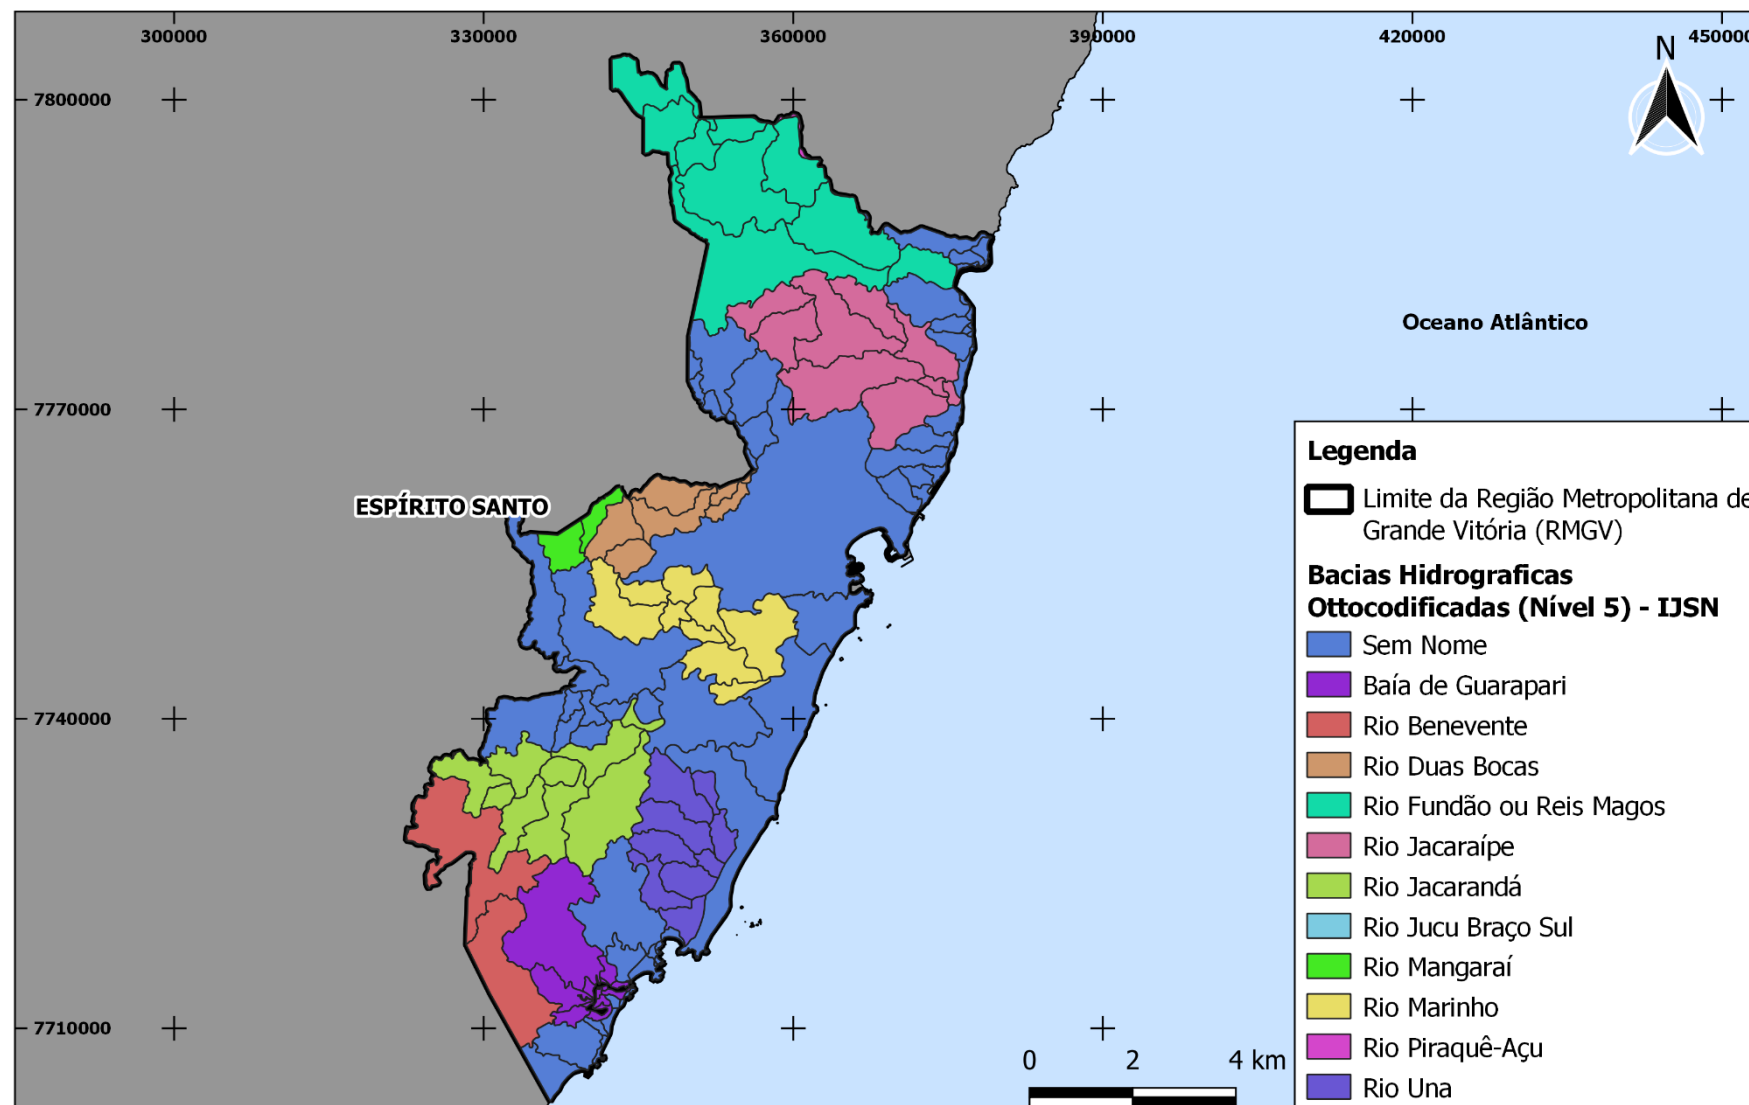 300000 330000 360000 390000 420000 450000
N
7800000
Oceano Atlântico
7770000
ESPÍRITO SANTO
7740000
7710000
0 2 4 km
Legenda
Limite da Região Metropolitana de
Grande Vitória (RMGV)
Bacias Hidrograficas
Ottocodificadas (Nível 5) - IJSN
Sem Nome
Baía de Guarapari
Rio Benevente
Rio Duas Bocas
Rio Fundão ou Reis Magos
Rio Jacaraípe
Rio Jacarandá
Rio Jucu Braço Sul
Rio Mangaraí
Rio Marinho
Rio Piraquê-Açu
Rio Una